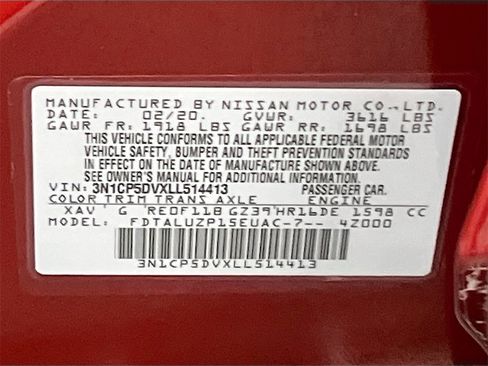 MANUFACTURED BY NISSAN MOTOR CO.,LTD.
DATE: 02/20. GVWR: 3616 LBS
GAWR FR: 1918 LBS GAWR RR: 1698 LBS
THIS VEHICLE CONFORMS TO ALL APPLICABLE FEDERAL MOTOR
VEHICLE SAFETY, BUMPER AND THEFT PREVENTION STANDARDS
IN EFFECT ON THE DATE OF MANUFACTURE SHOWN ABOVE.
SEE OWNER'S MANUAL FOR ADDITIONAL INFORMATION.
VIN: 3N1CP5DVXLL514413 PASSENGER CAR.
COLOR TRIM TRANS AXLE ENGINE
XAV G RE0F11B GZ39 HR16DE 1598 CC
MODEL: FDTALUZP15EUAC-7-- 4Z000
3N1CP5DVXLL514413